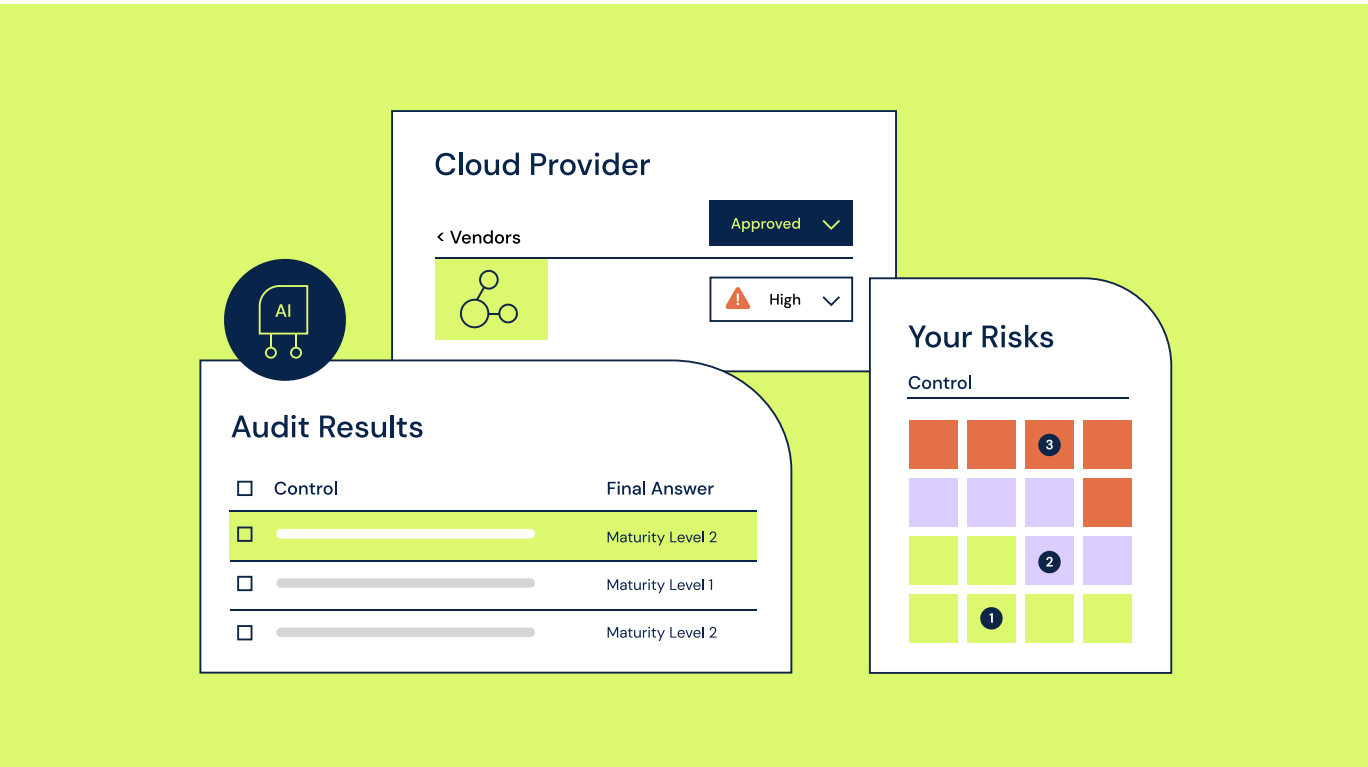 Cloud Provider
Approved
< Vendors
High
AI
Audit Results
Control Final Answer
Maturity Level 2
Maturity Level 1
Maturity Level 2
Your Risks
Control
3
2
1